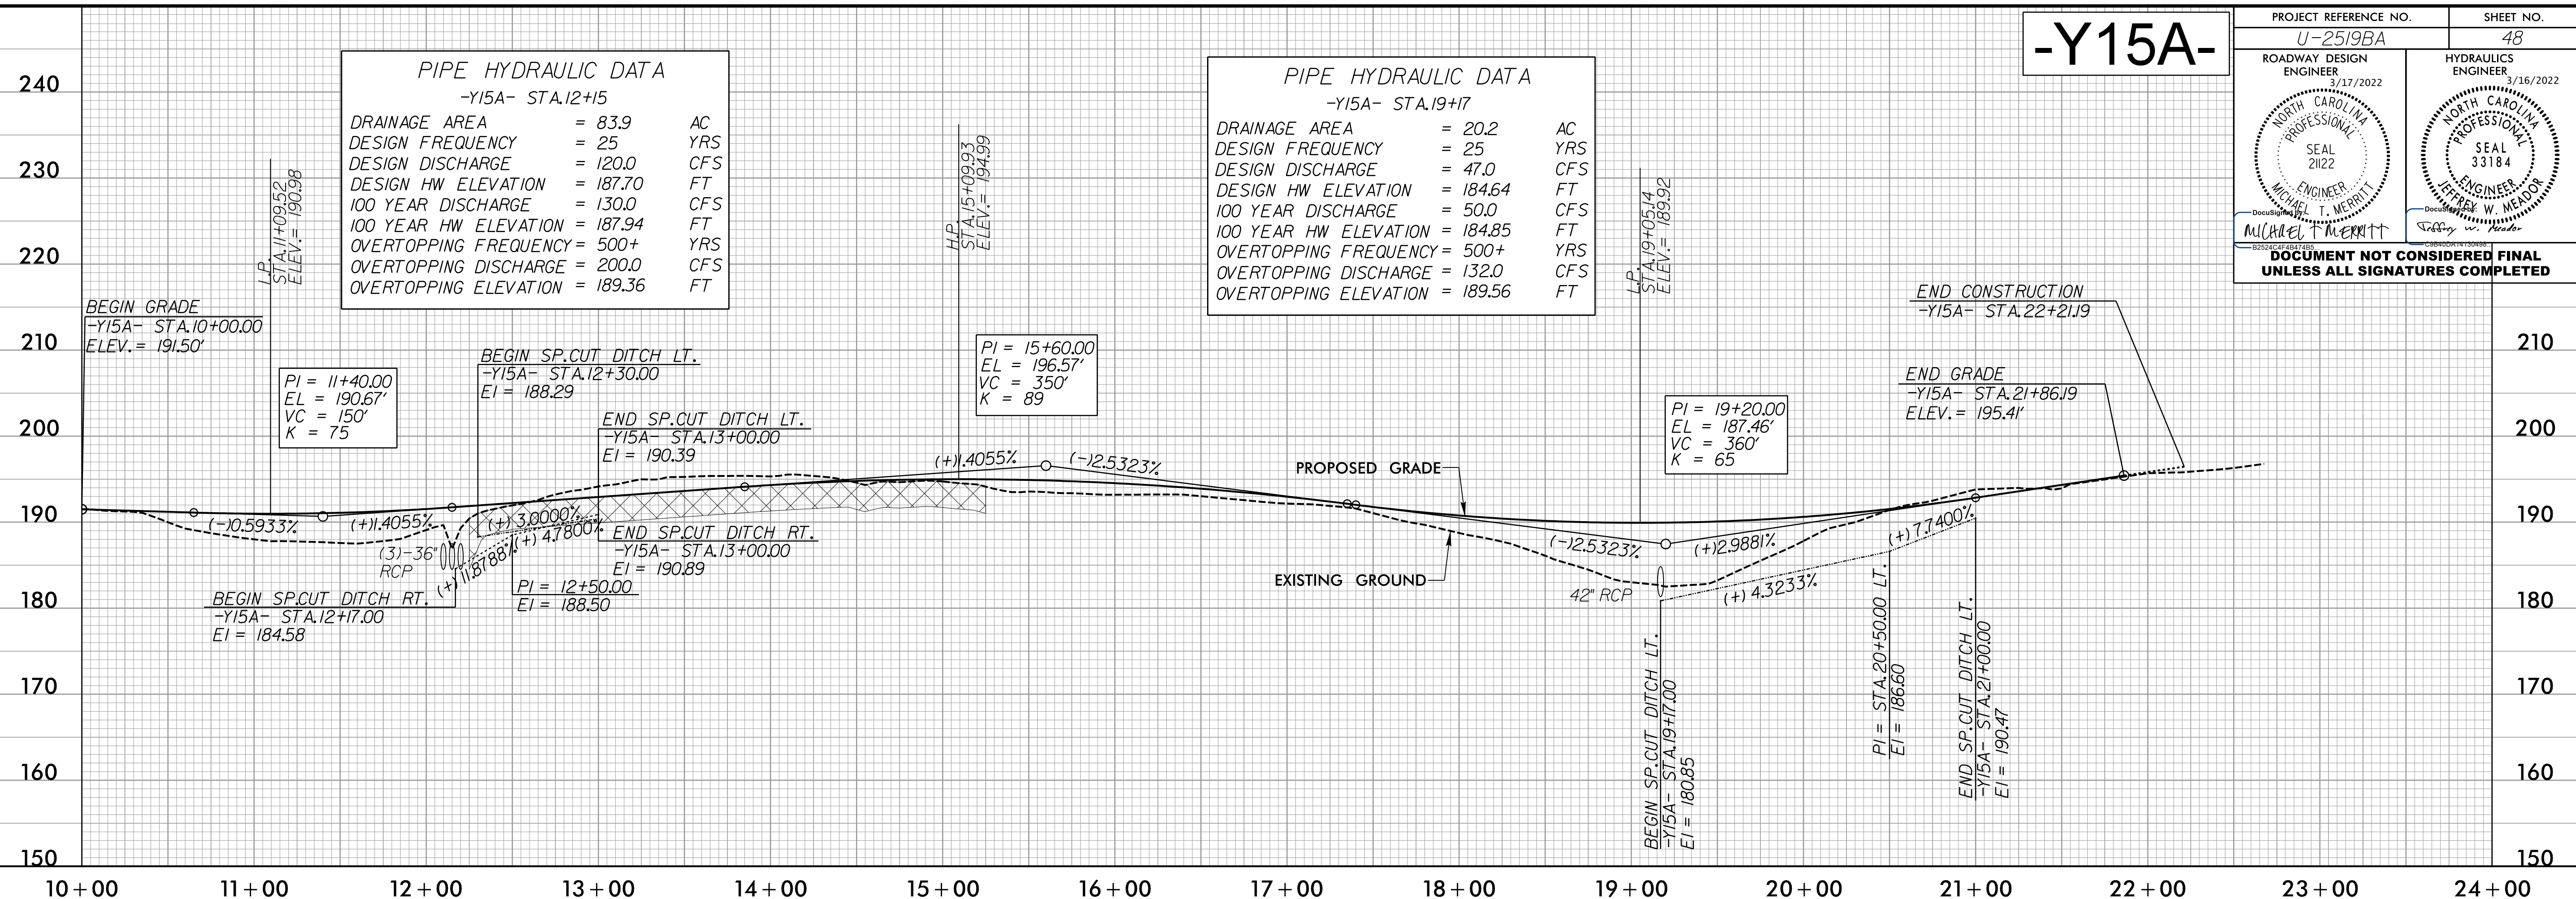 -Y15A-
PROJECT REFERENCE NO.
SHEET NO.
U-2519BA
48
ROADWAY DESIGN
ENGINEER
3/17/2022
HYDRAULICS
ENGINEER
3/16/2022
NORTH CAROLINA
PROFESSIONAL
SEAL
21122
ENGINEER
MICHAEL T. MERRITT
NORTH CAROLINA
PROFESSIONAL
SEAL
33184
ENGINEER
JEFFREY W. MEADOR
DocuSigned by:
MICHAEL T MERRITT
B2524C4F4B474B5...
DocuSigned by:
Jeffrey W. Meador
DOCUMENT NOT CONSIDERED FINAL
UNLESS ALL SIGNATURES COMPLETED
PIPE HYDRAULIC DATA
-Y15A- STA.12+15
DRAINAGE AREA = 83.9 AC
DESIGN FREQUENCY = 25 YRS
DESIGN DISCHARGE = 120.0 CFS
DESIGN HW ELEVATION = 187.70 FT
100 YEAR DISCHARGE = 130.0 CFS
100 YEAR HW ELEVATION = 187.94 FT
OVERTOPPING FREQUENCY = 500+ YRS
OVERTOPPING DISCHARGE = 200.0 CFS
OVERTOPPING ELEVATION = 189.36 FT
PIPE HYDRAULIC DATA
-Y15A- STA.19+17
DRAINAGE AREA = 20.2 AC
DESIGN FREQUENCY = 25 YRS
DESIGN DISCHARGE = 47.0 CFS
DESIGN HW ELEVATION = 184.64 FT
100 YEAR DISCHARGE = 50.0 CFS
100 YEAR HW ELEVATION = 184.85 FT
OVERTOPPING FREQUENCY = 500+ YRS
OVERTOPPING DISCHARGE = 132.0 CFS
OVERTOPPING ELEVATION = 189.56 FT
240
230
220
210
200
190
180
170
160
150
L.P.
STA.11+09.52
ELEV.= 190.98
H.P.
STA.15+09.93
ELEV.= 194.99
L.P.
STA.19+05.14
ELEV.= 189.92
BEGIN GRADE
-Y15A- STA.10+00.00
ELEV.= 191.50'
PI = 11+40.00
EL = 190.67'
VC = 150'
K = 75
BEGIN SP.CUT DITCH LT.
-Y15A- STA.12+30.00
EI = 188.29
END SP.CUT DITCH LT.
-Y15A- STA.13+00.00
EI = 190.39
PI = 15+60.00
EL = 196.57'
VC = 350'
K = 89
PI = 19+20.00
EL = 187.46'
VC = 360'
K = 65
END CONSTRUCTION
-Y15A- STA.22+21.19
END GRADE
-Y15A- STA.21+86.19
ELEV.= 195.41'
(-)0.5933%
(+)1.4055%
(+)1.4055%
(-)2.5323%
PROPOSED GRADE
EXISTING GROUND
(-)2.5323%
(+)2.9881%
(+)3.0000%
(+) 4.7800%
(+)11.8788%
(+) 4.3233%
(+) 7.7400%
(3)-36"
RCP
42" RCP
END SP.CUT DITCH RT.
-Y15A- STA.13+00.00
EI = 190.89
PI = 12+50.00
EI = 188.50
BEGIN SP.CUT DITCH RT.
-Y15A- STA.12+17.00
EI = 184.58
BEGIN SP.CUT DITCH LT.
-Y15A- STA.19+17.00
EI = 180.85
PI = STA.20+50.00 LT.
EI = 186.60
END SP.CUT DITCH LT.
-Y15A- STA.21+00.00
EI = 190.47
210
200
190
180
170
160
150
10+00
11+00
12+00
13+00
14+00
15+00
16+00
17+00
18+00
19+00
20+00
21+00
22+00
23+00
24+00